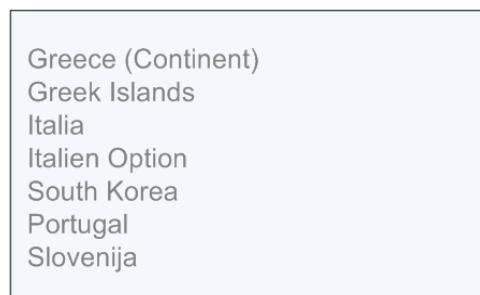 Greece (Continent)
Greek Islands
Italia
Italien Option
South Korea
Portugal
Slovenija